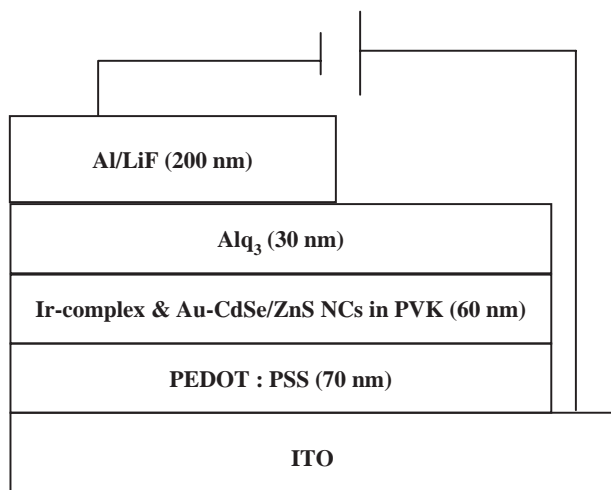 Al/LiF (200 nm)
Alq3 (30 nm)
Ir-complex & Au-CdSe/ZnS NCs in PVK (60 nm)
PEDOT : PSS (70 nm)
ITO